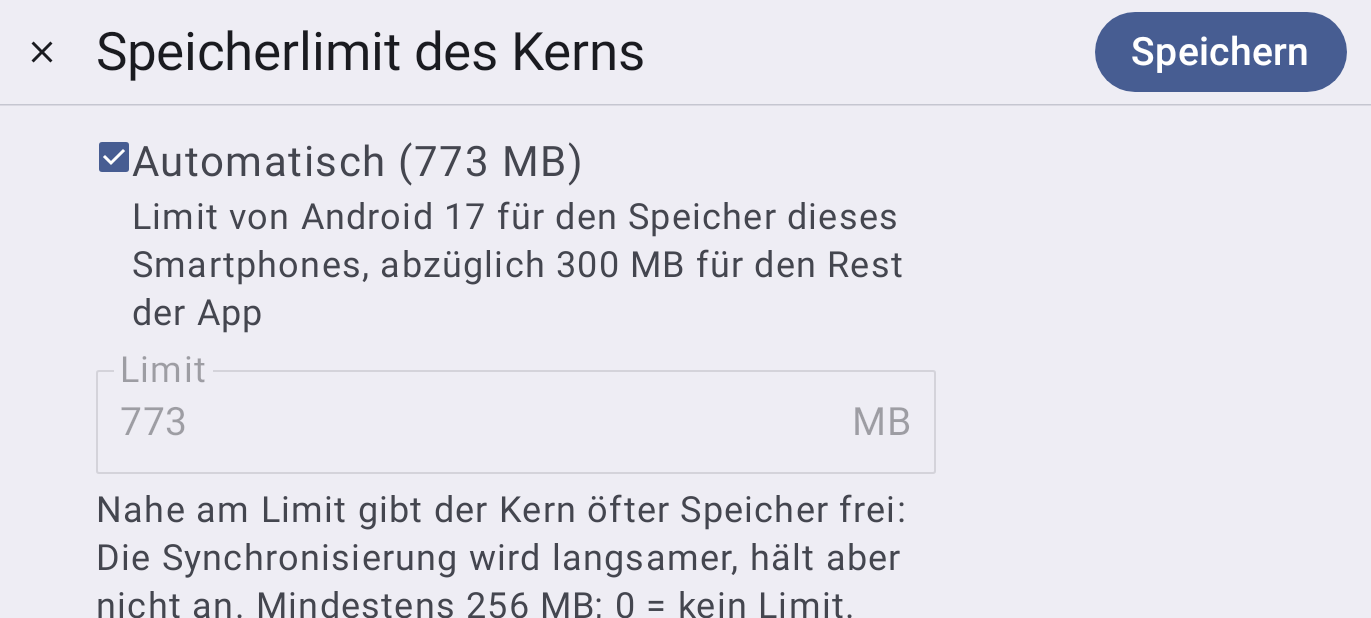 Speicherlimit des Kerns
Speichern
Automatisch (773 MB)
Limit von Android 17 für den Speicher dieses
Smartphones, abzüglich 300 MB für den Rest
der App
Limit
773 MB
Nahe am Limit gibt der Kern öfter Speicher frei:
Die Synchronisierung wird langsamer, hält aber
nicht an. Mindestens 256 MB; 0 = kein Limit.